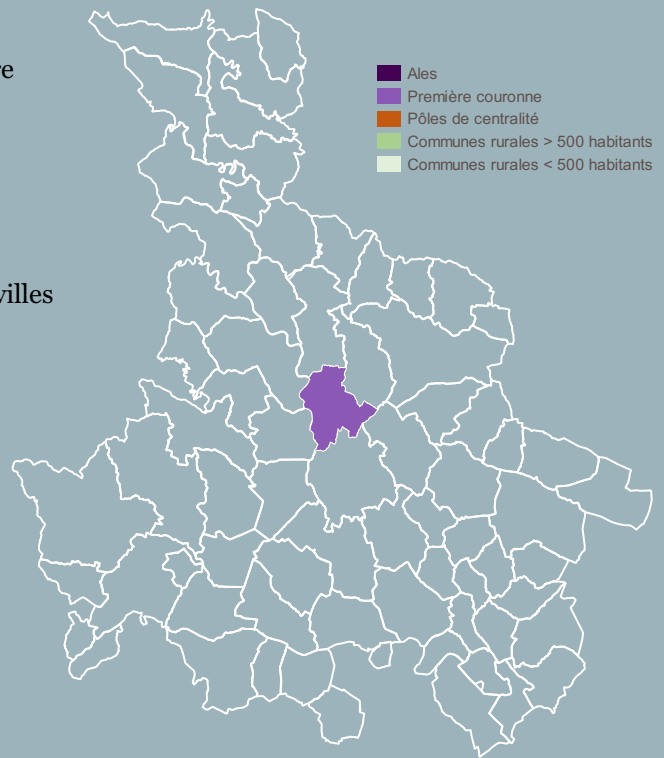 re
Ales
Première couronne
Pôles de centralité
Communes rurales > 500 habitants
Communes rurales < 500 habitants
villes